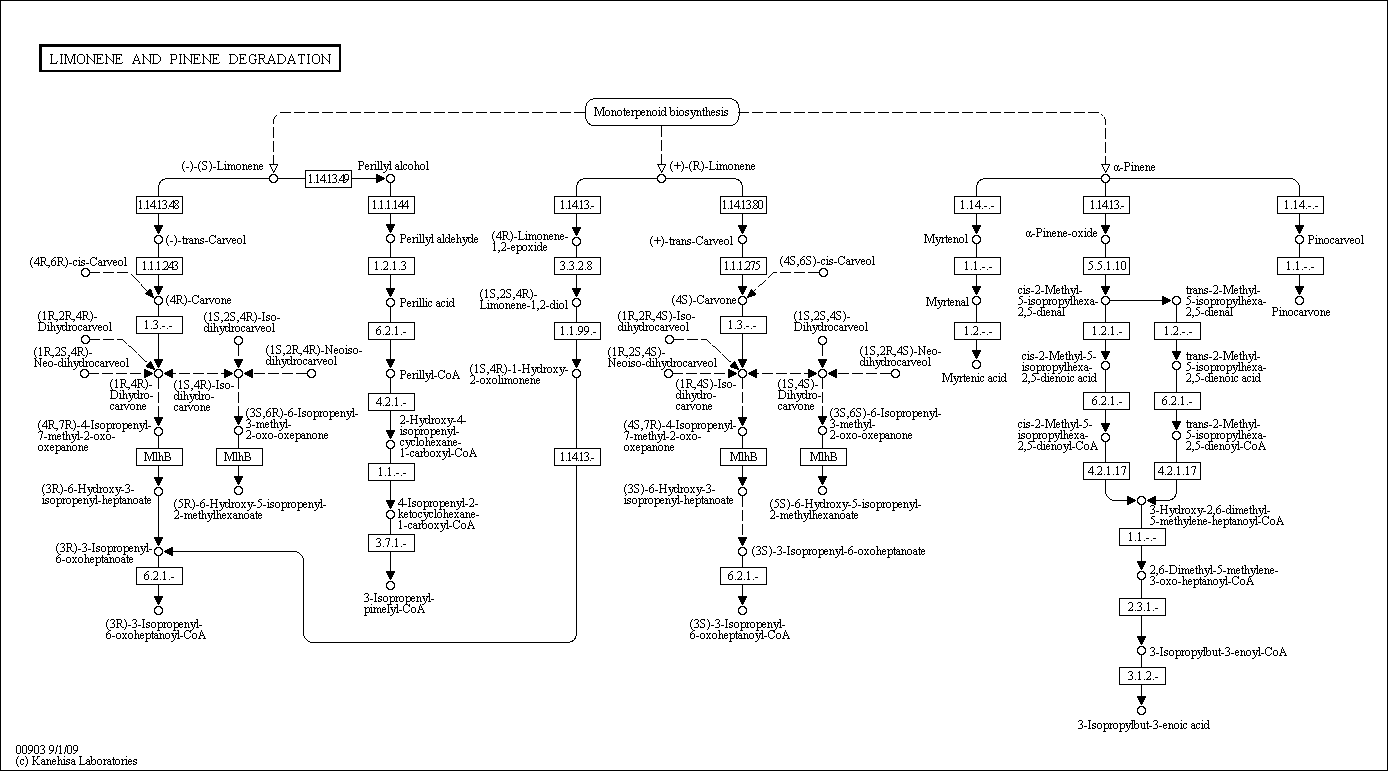 LIMONENE AND PINENE DEGRADATION
Monoterpenoid biosynthesis
(-)-(S)-Limonene
1.14.13.49
Perillyl alcohol
(+)-(R)-Limonene
α-Pinene
1.14.13.48
1.1.1.144
1.14.13.-
1.14.13.80
1.14.-.-
1.14.13.-
1.14.-.-
(-)-trans-Carveol
Perillyl aldehyde
(4R)-Limonene-
1,2-epoxide
(+)-trans-Carveol
Myrtenol
α-Pinene-oxide
Pinocarveol
(4R,6R)-cis-Carveol
1.1.1.243
1.2.1.3
3.3.2.8
1.1.1.275
(4S,6S)-cis-Carveol
1.1.-.-
5.5.1.10
1.1.-.-
(4R)-Carvone
Perillic acid
(1S,2S,4R)-
Limonene-1,2-diol
(4S)-Carvone
Myrtenal
cis-2-Methyl-
5-isopropylhexa-
2,5-dienal
trans-2-Methyl-
5-isopropylhexa-
2,5-dienal
Pinocarvone
(1R,2R,4R)-
Dihydrocarveol
1.3.-.-
(1S,2S,4R)-Iso-
dihydrocarveol
6.2.1.-
1.1.99.-
(1R,2R,4S)-Iso-
dihydrocarveol
1.3.-.-
(1S,2S,4S)-
Dihydrocarveol
1.2.-.-
1.2.1.-
1.2.-.-
(1R,2S,4R)-
Neo-dihydrocarveol
(1S,2R,4R)-Neoiso-
dihydrocarveol
(1R,2S,4S)-
Neoiso-dihydrocarveol
(1S,2R,4S)-Neo-
dihydrocarveol
(1R,4R)-
Dihydro-
carvone
(1S,4R)-Iso-
dihydro-
carvone
Perillyl-CoA
(1S,4R)-1-Hydroxy-
2-oxolimonene
(1R,4S)-Iso-
dihydro-
carvone
(1S,4S)-
Dihydro-
carvone
Myrtenic acid
cis-2-Methyl-5-
isopropylhexa-
2,5-dienoic acid
trans-2-Methyl-
5-isopropylhexa-
2,5-dienoic acid
4.2.1.-
6.2.1.-
6.2.1.-
(4R,7R)-4-Isopropenyl-
7-methyl-2-oxo-
oxepanone
(3S,6R)-6-Isopropenyl-
3-methyl-
2-oxo-oxepanone
2-Hydroxy-4-
isopropenyl-
cyclohexane-
1-carboxyl-CoA
(4S,7R)-4-Isopropenyl-
7-methyl-2-oxo-
oxepanone
(3S,6S)-6-Isopropenyl-
3-methyl-
2-oxo-oxepanone
cis-2-Methyl-5-
isopropylhexa-
2,5-dienoyl-CoA
trans-2-Methyl-
5-isopropylhexa-
2,5-dienoyl-CoA
MlhB
MlhB
1.1.-.-
1.14.13.-
MlhB
MlhB
4.2.1.17
4.2.1.17
(3R)-6-Hydroxy-3-
isopropenyl-heptanoate
(5R)-6-Hydroxy-5-isopropenyl-
2-methylhexanoate
4-Isopropenyl-2-
ketocyclohexane-
1-carboxyl-CoA
(3S)-6-Hydroxy-3-
isopropenyl-heptanoate
(5S)-6-Hydroxy-5-isopropenyl-
2-methylhexanoate
3-Hydroxy-2,6-dimethyl-
5-methylene-heptanoyl-CoA
3.7.1.-
1.1.-.-
(3R)-3-Isopropenyl-
6-oxoheptanoate
(3S)-3-Isopropenyl-6-oxoheptanoate
6.2.1.-
6.2.1.-
2,6-Dimethyl-5-methylene-
3-oxo-heptanoyl-CoA
3-Isopropenyl-
pimelyl-CoA
2.3.1.-
(3R)-3-Isopropenyl-
6-oxoheptanoyl-CoA
(3S)-3-Isopropenyl-
6-oxoheptanoyl-CoA
3-Isopropylbut-3-enoyl-CoA
3.1.2.-
3-Isopropylbut-3-enoic acid
00903 9/1/09
(c) Kanehisa Laboratories